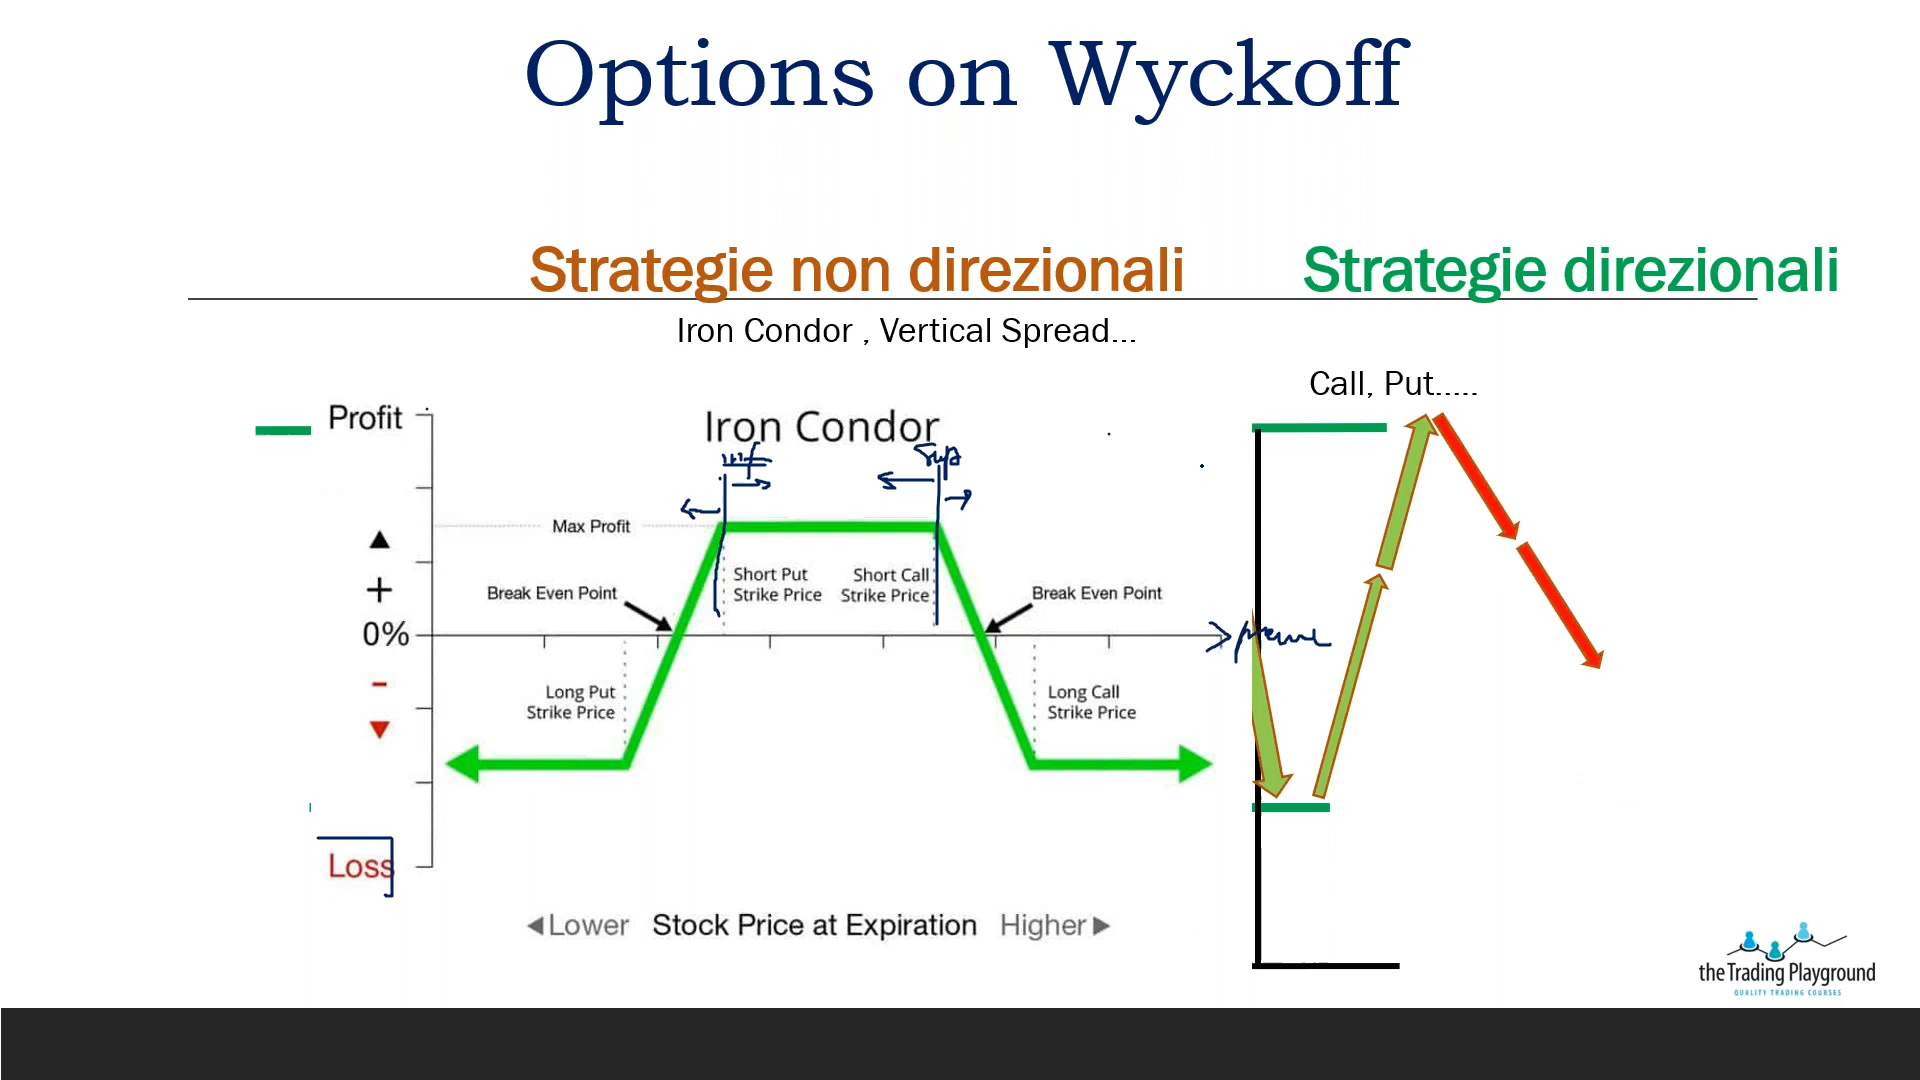 Options on Wyckoff
Strategie non direzionali
Strategie direzionali
Iron Condor , Vertical Spread...
Call, Put.....
Profit
Iron Condor
inf
Sup
Max Profit
Short Put
Strike Price
Short Call
Strike Price
Break Even Point
Break Even Point
+
0%
-
Long Put
Strike Price
Long Call
Strike Price
Loss
Lower Stock Price at Expiration Higher
the Trading Playground
QUALITY TRADING COURSES